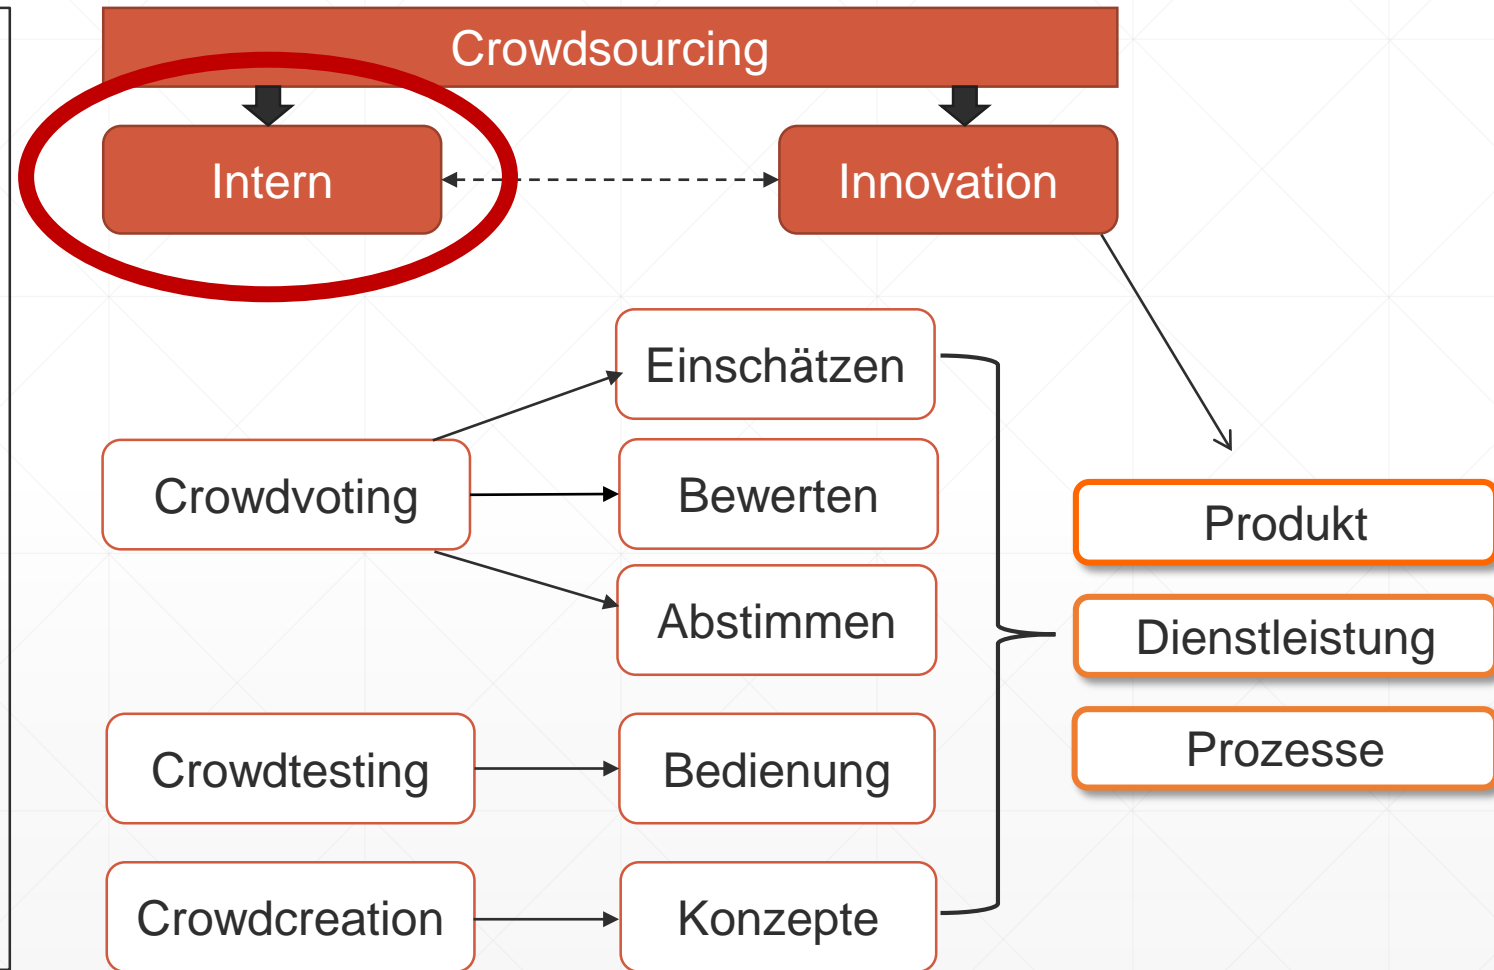 Crowdsourcing
Intern
Innovation
Einschätzen
Crowdvoting
Bewerten
Abstimmen
Crowdtesting
Bedienung
Crowdcreation
Konzepte
Produkt
Dienstleistung
Prozesse